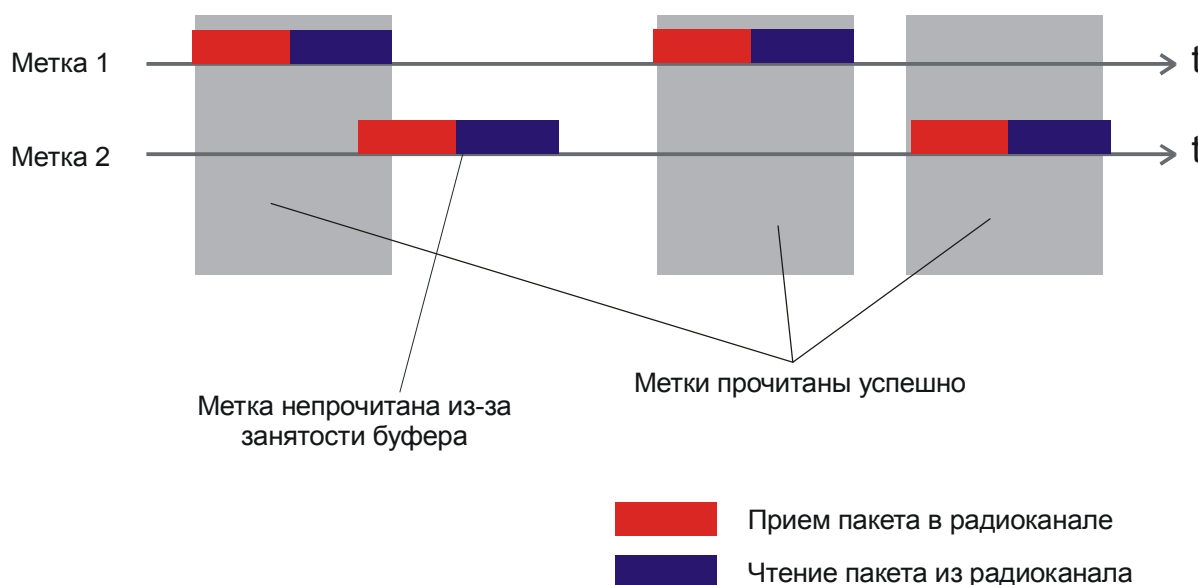 Метка 1
t
Метка 2
t
Метка непрочитана из-за
занятости буфера
Метки прочитаны успешно
Прием пакета в радиоканале
Чтение пакета из радиоканала